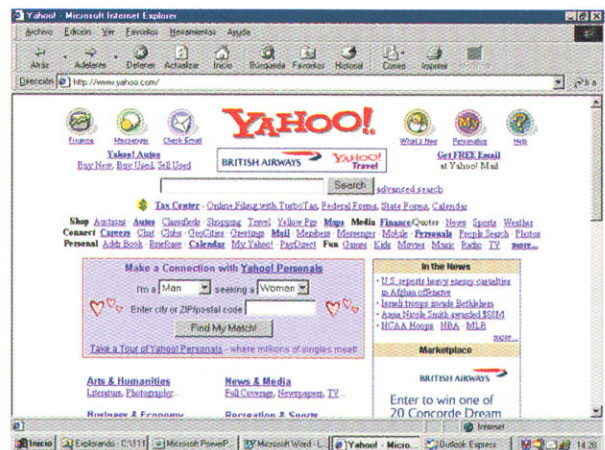 Yahoo! - Microsoft Internet Explorer
Archivo Edición Ver Favoritos Herramientas Ayuda
Atrás Adelante Detener Actualizar Inicio Búsqueda Favoritos Historial Correo Imprimir
Dirección http://www.yahoo.com/ Ir a
Finance Messenger Check Email YAHOO! What's New Personalize Help
Yahoo! Autos
Buy New, Buy Used, Sell Used
BRITISH AIRWAYS YAHOO! Travel
Get FREE Email
at Yahoo! Mail
Search advanced search
Tax Center - Online Filing with TurboTax, Federal Forms, State Forms, Calendar
Shop Auctions Autos Classifieds Shopping Travel Yellow Pgs Maps Media Finance/Quotes News Sports Weather
Connect Careers Chat Clubs GeoCities Greetings Mail Members Messenger Mobile Personals People Search Photos
Personal Addr Book Briefcase Calendar My Yahoo! PayDirect Fun Games Kids Movies Music Radio TV more...
Make a Connection with Yahoo! Personals
I'm a Man seeking a Woman
Enter city or ZIP/postal code
Find My Match!
Take a Tour of Yahoo! Personals - where millions of singles meet!
In the News
· U.S. reports heavy enemy casualties in Afghan offensive
· Israeli troops invade Bethlehem
· Anna Nicole Smith awarded $88M
· NCAA Hoops NBA MLB
more...
Marketplace
BRITISH AIRWAYS
Enter to win one of
20 Concorde Dream
Arts & Humanities
Literature, Photography...
News & Media
Full Coverage, Newspapers, TV...
Business & Economy
Recreation & Sports
Internet
Inicio Explorando - C:\111 Microsoft PowerP... Microsoft Word - L... Yahoo! - Micro... Outlook Express 14:28